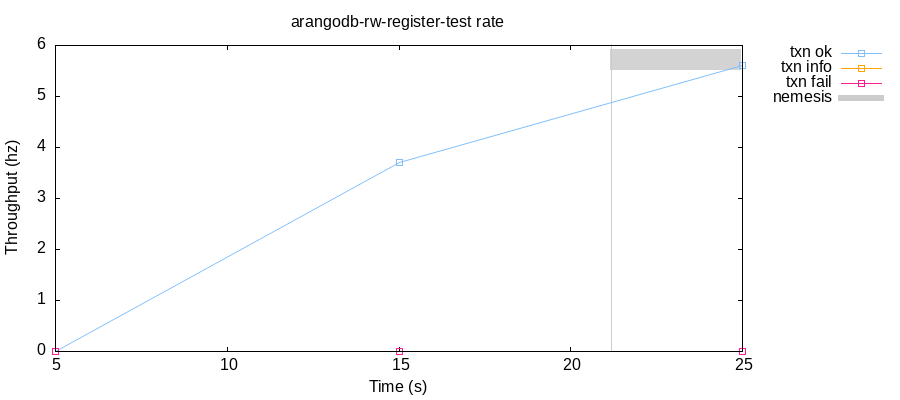 arangodb-rw-register-test rate
txn ok
txn info
txn fail
nemesis
Throughput (hz)
6
5
4
3
2
1
0
5 10 15 20 25
Time (s)